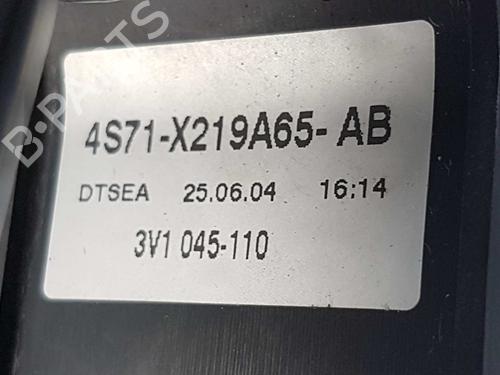 B-PARTS
4S71-X219A65-AB
DTSEA 25.06.04 16:14
3V1 045-110